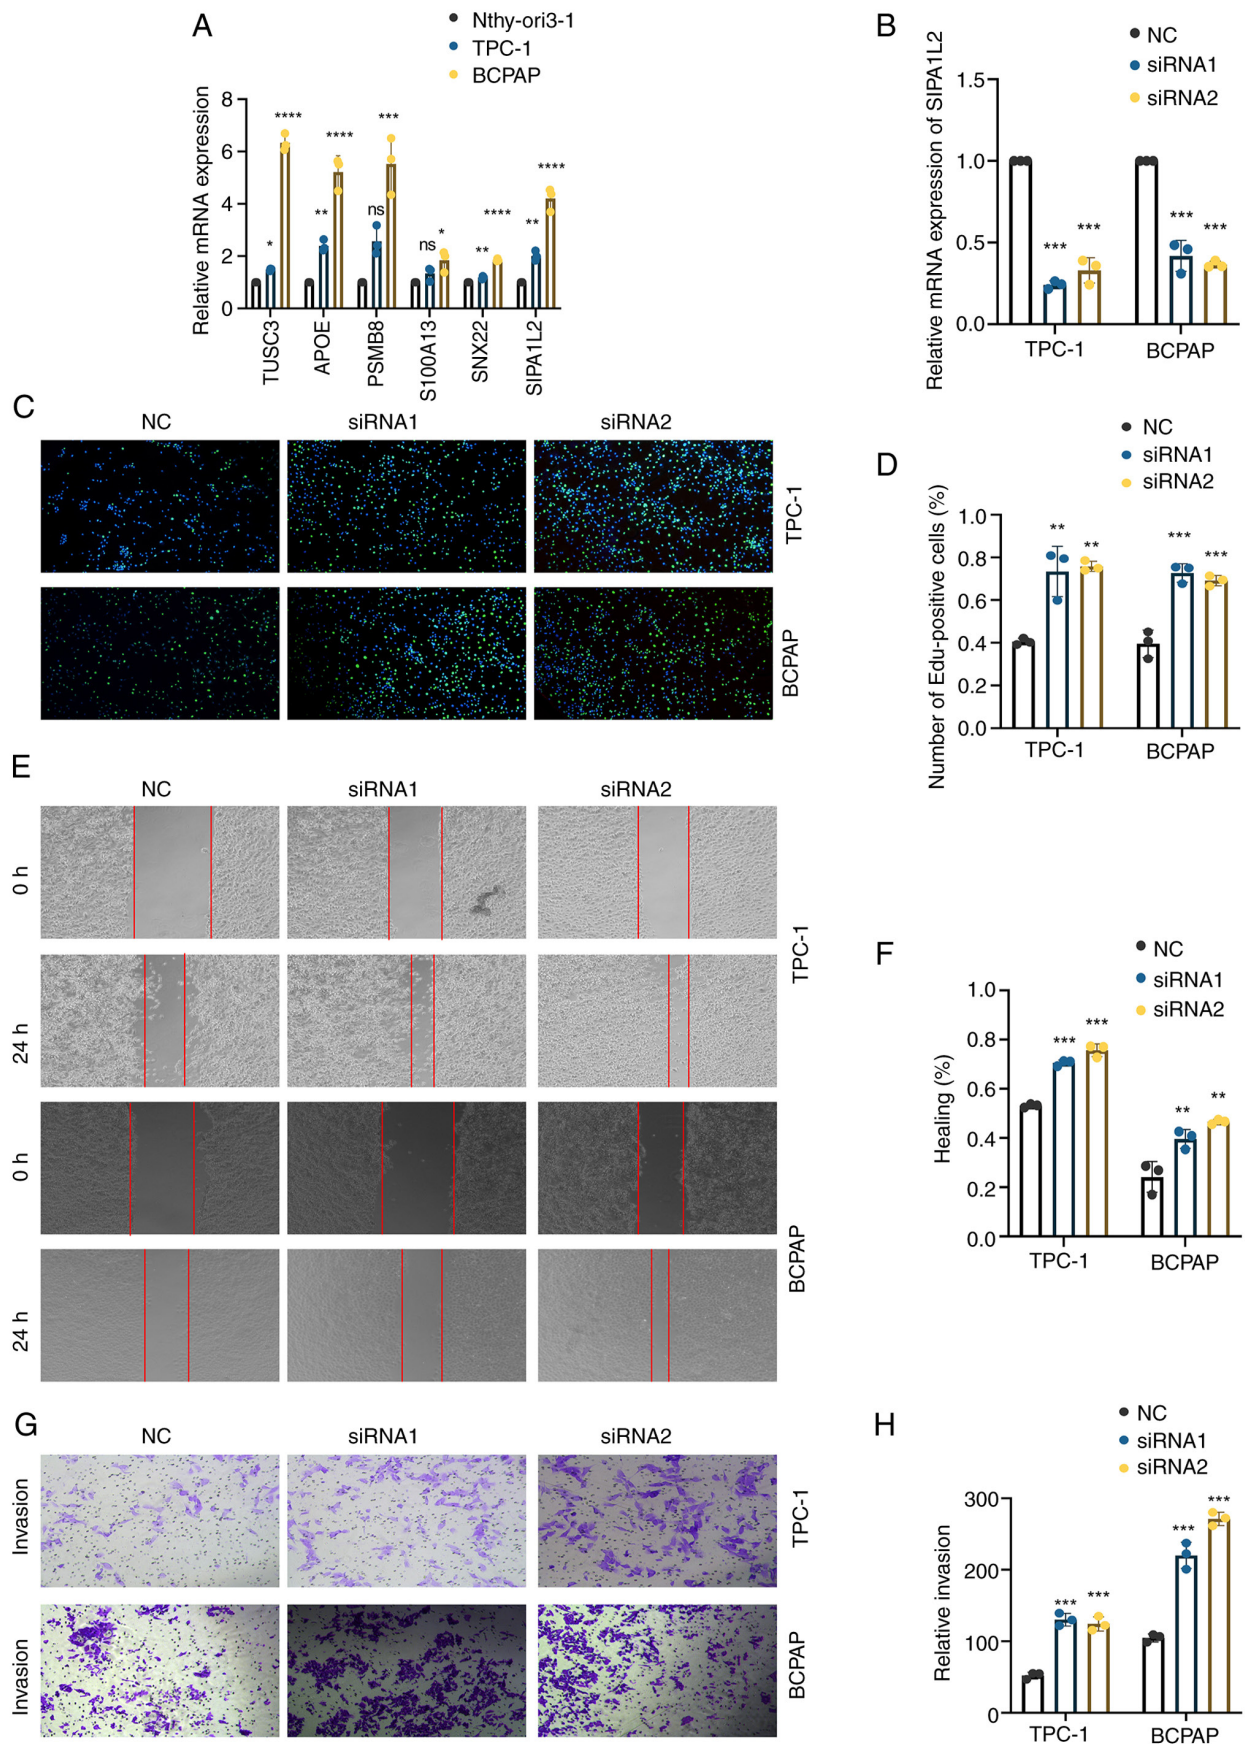 A
Nthy-ori3-1
TPC-1
BCPAP
Relative mRNA expression
8
6
4
2
0
* ****
** ****
ns ***
ns *
** ****
** ****
TUSC3
APOE
PSMB8
S100A13
SNX22
SIPA1L2
B
NC
siRNA1
siRNA2
Relative mRNA expression of SIPA1L2
1.5
1.0
0.5
0.0
*** ***
*** ***
TPC-1
BCPAP
C
NC
siRNA1
siRNA2
TPC-1
BCPAP
D
NC
siRNA1
siRNA2
Number of Edu-positive cells (%)
1.0
0.8
0.6
0.4
0.2
0.0
** **
*** ***
TPC-1
BCPAP
E
NC
siRNA1
siRNA2
0 h
24 h
TPC-1
0 h
24 h
BCPAP
F
NC
siRNA1
siRNA2
Healing (%)
1.0
0.8
0.6
0.4
0.2
0.0
*** ***
** **
TPC-1
BCPAP
G
NC
siRNA1
siRNA2
Invasion
TPC-1
Invasion
BCPAP
H
NC
siRNA1
siRNA2
Relative invasion
300
200
100
0
*** ***
*** ***
TPC-1
BCPAP